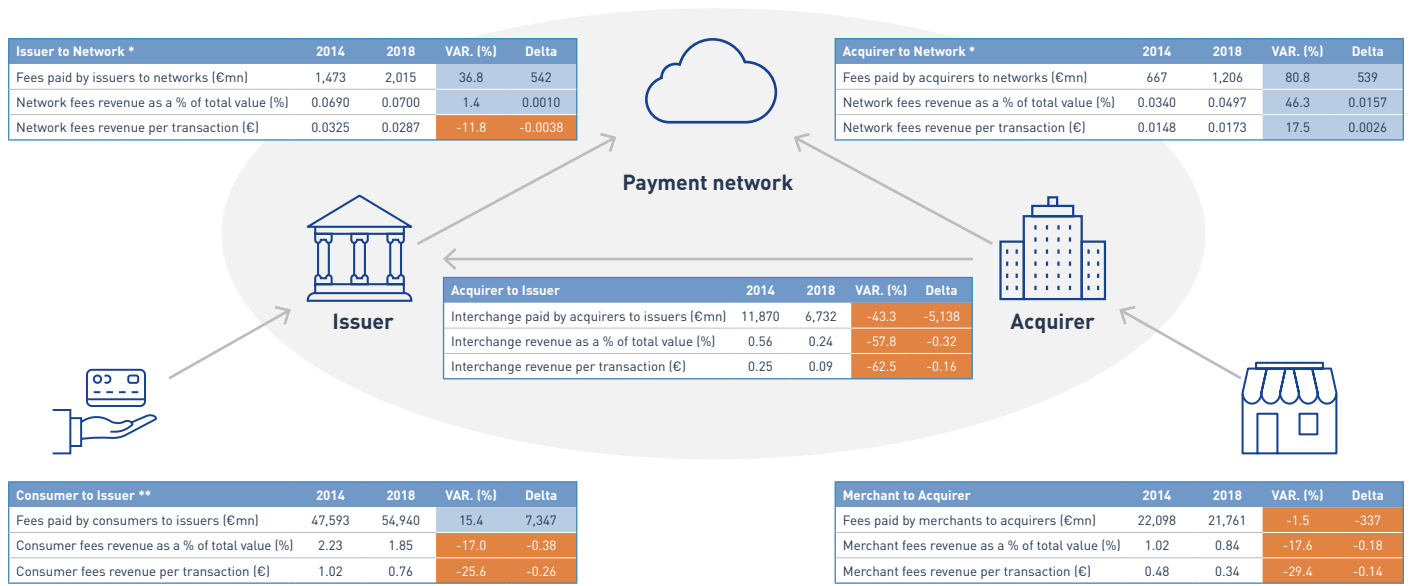 Issuer to Network * 2014 2018 VAR. (%) Delta
Fees paid by issuers to networks (€mn) 1,473 2,015 36.8 542
Network fees revenue as a % of total value (%) 0.0690 0.0700 1.4 0.0010
Network fees revenue per transaction (€) 0.0325 0.0287 -11.8 -0.0038
Acquirer to Network * 2014 2018 VAR. (%) Delta
Fees paid by acquirers to networks (€mn) 667 1,206 80.8 539
Network fees revenue as a % of total value (%) 0.0340 0.0497 46.3 0.0157
Network fees revenue per transaction (€) 0.0148 0.0173 17.5 0.0026
Payment network
Issuer
Acquirer
Acquirer to Issuer 2014 2018 VAR. (%) Delta
Interchange paid by acquirers to issuers (€mn) 11,870 6,732 -43.3 -5,138
Interchange revenue as a % of total value (%) 0.56 0.24 -57.8 -0.32
Interchange revenue per transaction (€) 0.25 0.09 -62.5 -0.16
Consumer to Issuer ** 2014 2018 VAR. (%) Delta
Fees paid by consumers to issuers (€mn) 47,593 54,940 15.4 7,347
Consumer fees revenue as a % of total value (%) 2.23 1.85 -17.0 -0.38
Consumer fees revenue per transaction (€) 1.02 0.76 -25.6 -0.26
Merchant to Acquirer 2014 2018 VAR. (%) Delta
Fees paid by merchants to acquirers (€mn) 22,098 21,761 -1.5 -337
Merchant fees revenue as a % of total value (%) 1.02 0.84 -17.6 -0.18
Merchant fees revenue per transaction (€) 0.48 0.34 -29.4 -0.14